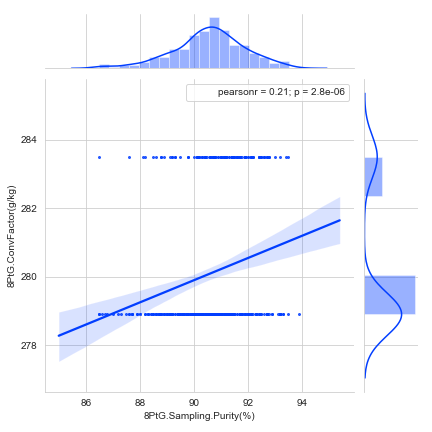 pearsonr = 0.21; p = 2.8e-06
284
282
280
278
8PtG.ConvFactor(g/kg)
86 88 90 92 94
8PtG.Sampling.Purity(%)